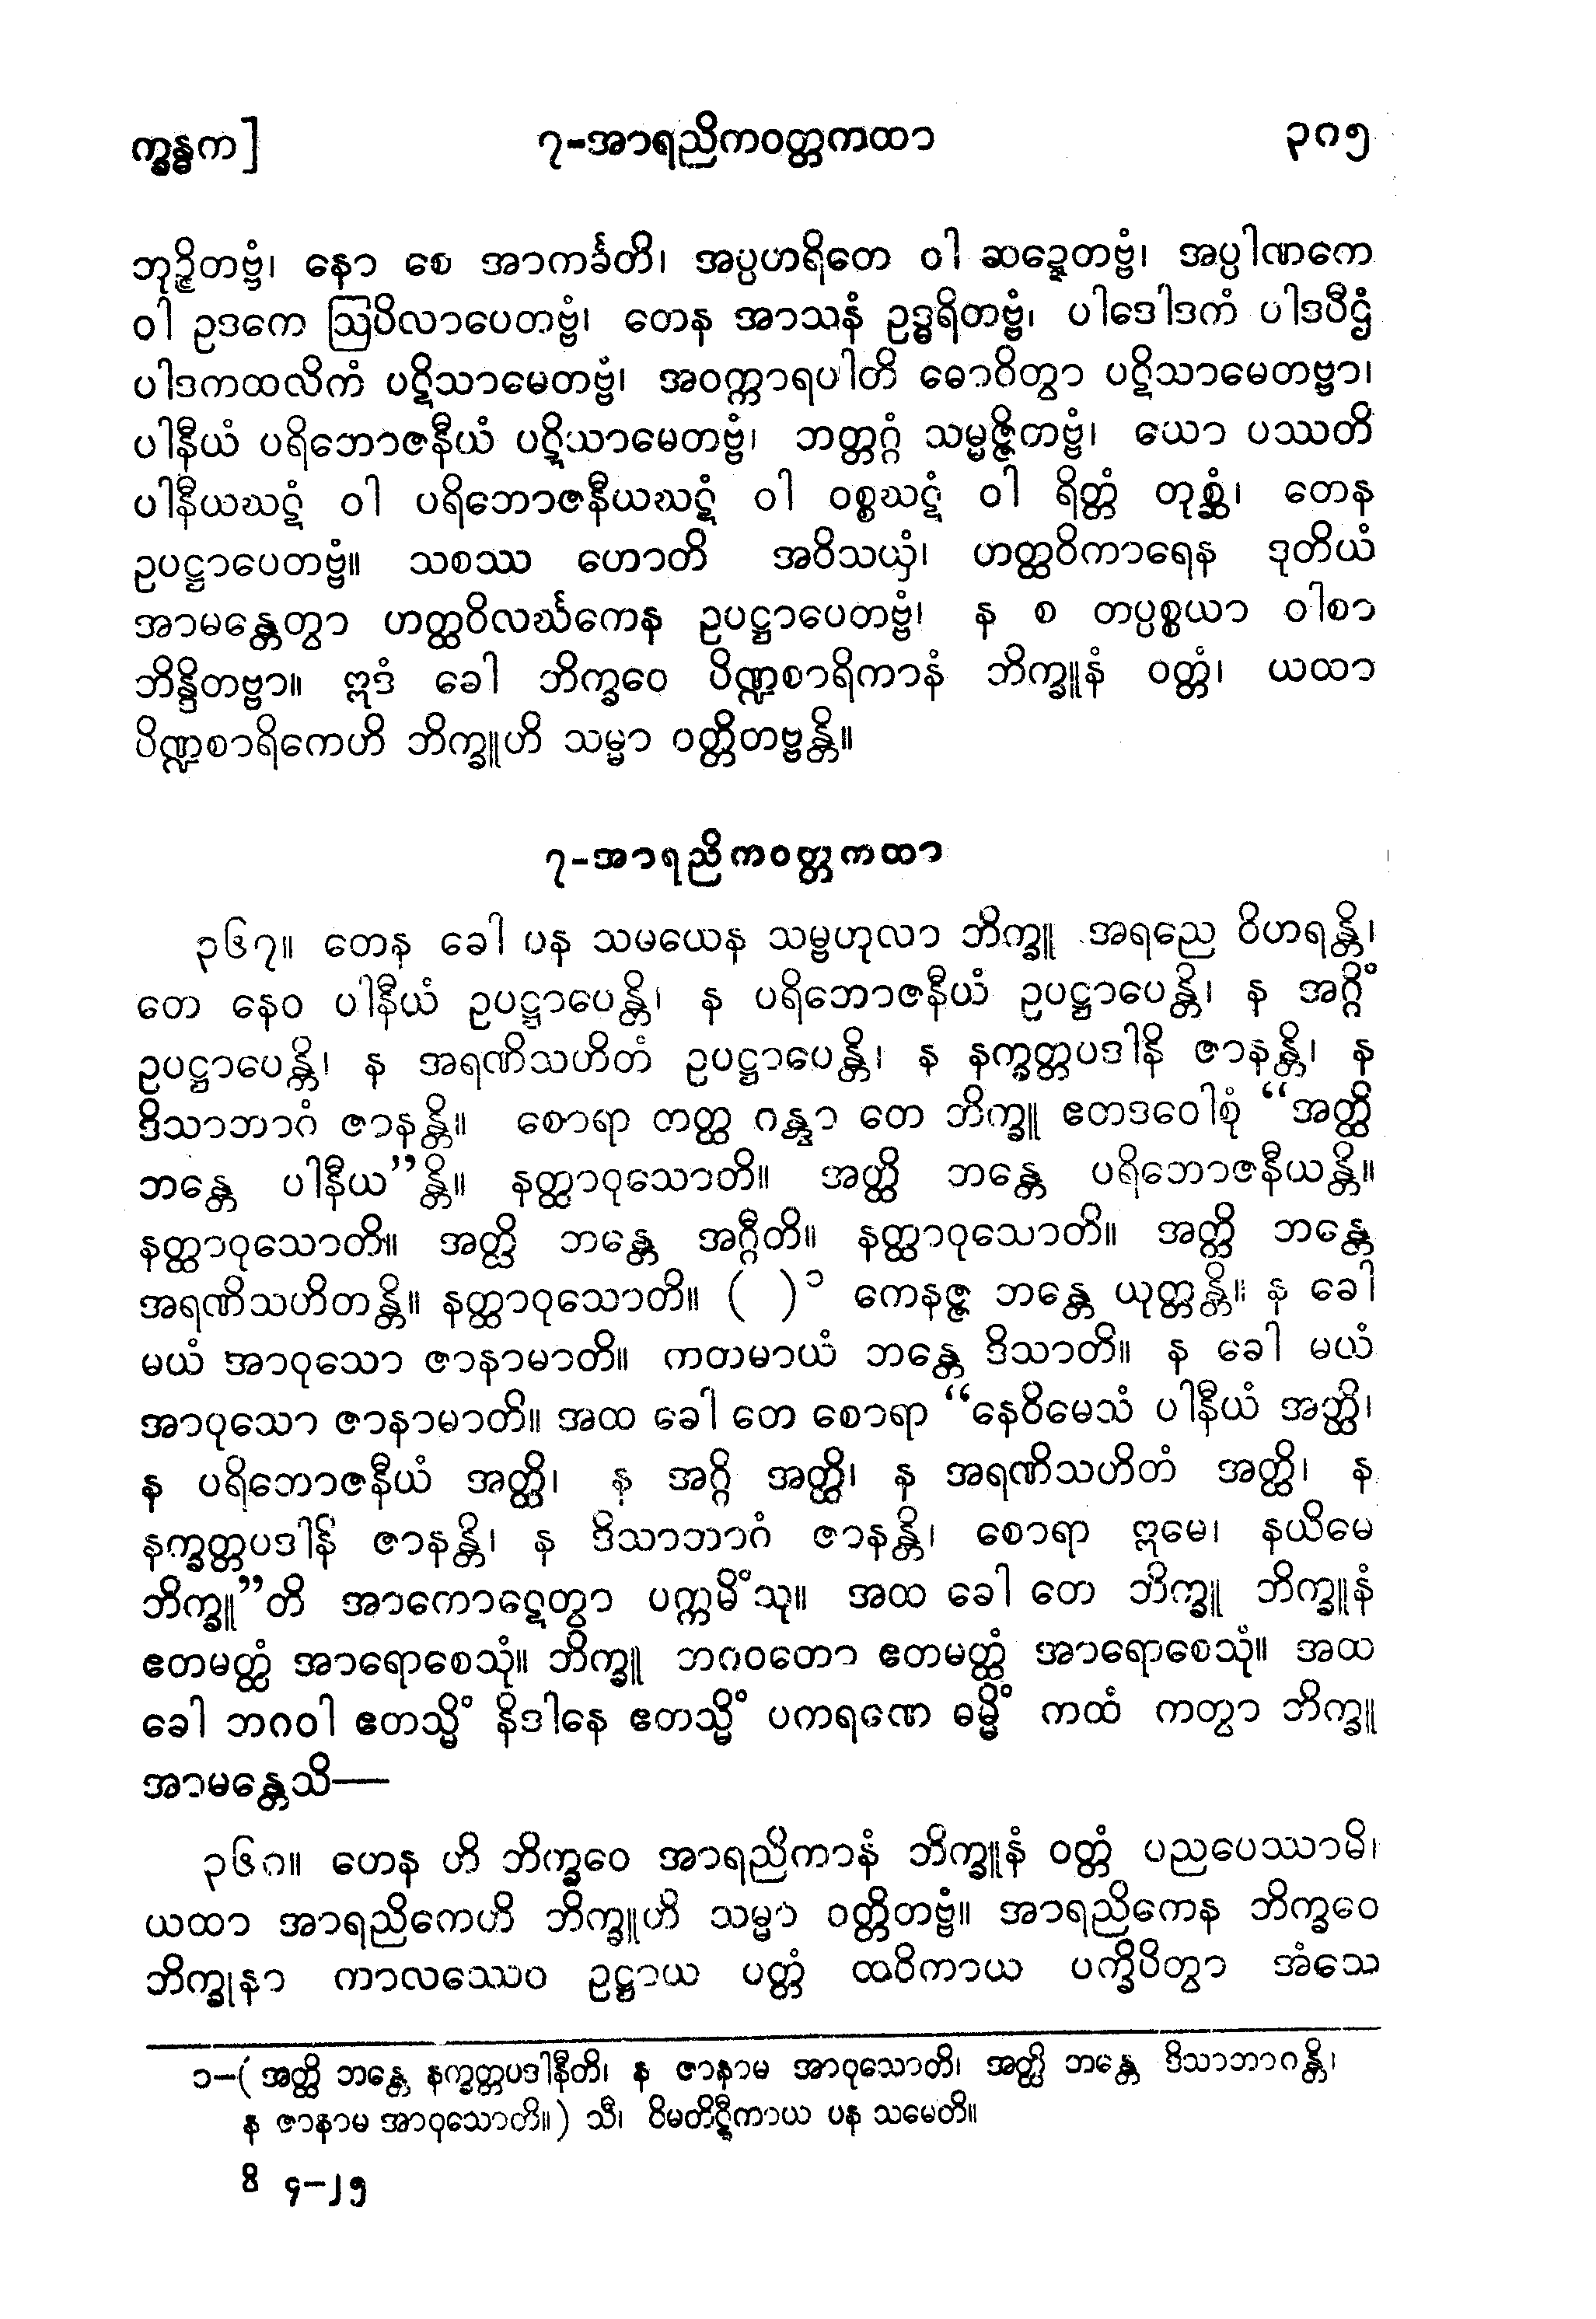 က္ခန္ဓက] ၇-အာရညိကဝတ္တကထာ ၃၈၅
ဘုဉ္ဇိတဗ္ဗံ၊ နော စေ အာကင်္ခတိ၊ အပ္ပဟရိတေ ဝါ ဆဍ္ဍေတဗ္ဗံ၊ အပ္ပါဏကေ
ဝါ ဥဒကေ ဩပိလာပေတဗ္ဗံ၊ တေန အာသနံ ဥဒ္ဓရိတဗ္ဗံ၊ ပါဒေါဒကံ ပါဒပီဌံ
ပါဒကထလိကံ ပဋိသာမေတဗ္ဗံ၊ အဝက္ကာရပါတိ ဓောဝိတွာ ပဋိသာမေတဗ္ဗာ၊
ပါနီယံ ပရိဘောဇနီယံ ပဋိသာမေတဗ္ဗံ၊ ဘတ္တဂ္ဂံ သမ္မဇ္ဇိတဗ္ဗံ၊ ယော ပဿတိ
ပါနီယဃဋံ ဝါ ပရိဘောဇနီယဃဋံ ဝါ ဝစ္စဃဋံ ဝါ ရိတ္တံ တုစ္ဆံ၊ တေန
ဥပဋ္ဌာပေတဗ္ဗံ။ သစဿ ဟောတိ အဝိသယှံ၊ ဟတ္ထဝိကာရေန ဒုတိယံ
အာမန္တေတွာ ဟတ္ထဝိလင်္ဃကေန ဥပဋ္ဌာပေတဗ္ဗံ၊ န စ တပ္ပစ္စယာ ဝါစာ
ဘိန္ဒိတဗ္ဗာ။ ဣဒံ ခေါ ဘိက္ခဝေ ပိဏ္ဍစာရိကာနံ ဘိက္ခူနံ ဝတ္တံ၊ ယထာ
ပိဏ္ဍစာရိကေဟိ ဘိက္ခူဟိ သမ္မာ ဝတ္တိတဗ္ဗန္တိ။
၇-အာရညိကဝတ္တကထာ
၃၆၇။ တေန ခေါ ပန သမယေန သမ္ဗဟုလာ ဘိက္ခူ အရညေ ဝိဟရန္တိ၊
တေ နေဝ ပါနီယံ ဥပဋ္ဌာပေန္တိ၊ န ပရိဘောဇနီယံ ဥပဋ္ဌာပေန္တိ၊ န အဂ္ဂိံ
ဥပဋ္ဌာပေန္တိ၊ န အရဏိသဟိတံ ဥပဋ္ဌာပေန္တိ၊ န နက္ခတ္တပဒါနိ ဇာနန္တိ၊ န
ဒိသာဘာဂံ ဇာနန္တိ။ စောရာ တတ္ထ ဂန္တွာ တေ ဘိက္ခူ ဧတဒဝေါစုံ “အတ္ထိ
ဘန္တေ ပါနီယ”န္တိ။ နတ္ထာဝုသောတိ။ အတ္ထိ ဘန္တေ ပရိဘောဇနီယန္တိ။
နတ္ထာဝုသောတိ။ အတ္ထိ ဘန္တေ အဂ္ဂီတိ။ နတ္ထာဝုသောတိ။ အတ္ထိ ဘန္တေ
အရဏိသဟိတန္တိ။ နတ္ထာဝုသောတိ။ ( )၁ ကေနဇ္ဇ ဘန္တေ ယုတ္တန္တိ။ န ခေါ
မယံ အာဝုသော ဇာနာမာတိ။ ကတမာယံ ဘန္တေ ဒိသာတိ။ န ခေါ မယံ
အာဝုသော ဇာနာမာတိ။ အထ ခေါ တေ စောရာ “နေဝိမေသံ ပါနီယံ အတ္ထိ၊
န ပရိဘောဇနီယံ အတ္ထိ၊ န အဂ္ဂိ အတ္ထိ၊ န အရဏိသဟိတံ အတ္ထိ၊ န
နက္ခတ္တပဒါနိ ဇာနန္တိ၊ န ဒိသာဘာဂံ ဇာနန္တိ၊ စောရာ ဣမေ၊ နယိမေ
ဘိက္ခူ”တိ အာကောဋေတွာ ပက္ကမိံသု။ အထ ခေါ တေ ဘိက္ခူ ဘိက္ခူနံ
ဧတမတ္ထံ အာရောစေသုံ။ ဘိက္ခူ ဘဂဝတော ဧတမတ္ထံ အာရောစေသုံ။ အထ
ခေါ ဘဂဝါ ဧတသ္မိံ နိဒါနေ ဧတသ္မိံ ပကရဏေ ဓမ္မိံ ကထံ ကတွာ ဘိက္ခူ
အာမန္တေသိ—
၃၆၈။ တေန ဟိ ဘိက္ခဝေ အာရညိကာနံ ဘိက္ခူနံ ဝတ္တံ ပညပေဿာမိ၊
ယထာ အာရညိကေဟိ ဘိက္ခူဟိ သမ္မာ ဝတ္တိတဗ္ဗံ။ အာရညိကေန ဘိက္ခဝေ
ဘိက္ခုနာ ကာလဿေဝ ဥဋ္ဌာယ ပတ္တံ ထဝိကာယ ပက္ခိပိတွာ အံသေ
၁—( အတ္ထိ ဘန္တေ နက္ခတ္တပဒါနီတိ၊ န ဇာနာမ အာဝုသောတိ၊ အတ္ထိ ဘန္တေ ဒိသာဘာဂန္တိ၊
န ဇာနာမ အာဝုသောတိ။) သီ၊ ဝိမတိဋီကာယ ပန သမေတိ။
ဝိ ၄—၂၅